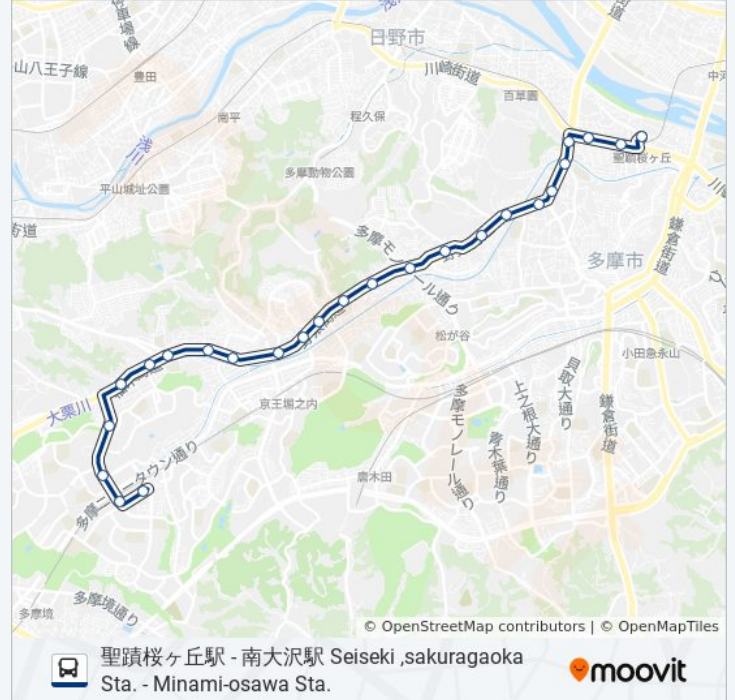 日野市
川崎街道
山八王子線
豊田
浅川
百草園
南平
程久保
多摩動物公園
平山城址公園
聖蹟桜ヶ丘
街道
多摩モノレール通り
鎌倉街道
多摩市
松が谷
小田急永山
大栗川
京王堀之内
貝取大通り
上之根大通り
多摩モノレール通り
青木葉通り
鎌倉街道
多摩ニュータウン通り
唐木田
多摩境通り
多摩境
© OpenStreetMap contributors | © OpenMapTiles
聖蹟桜ヶ丘駅 - 南大沢駅 Seiseki ,sakuragaoka
Sta. - Minami-osawa Sta.
moovit